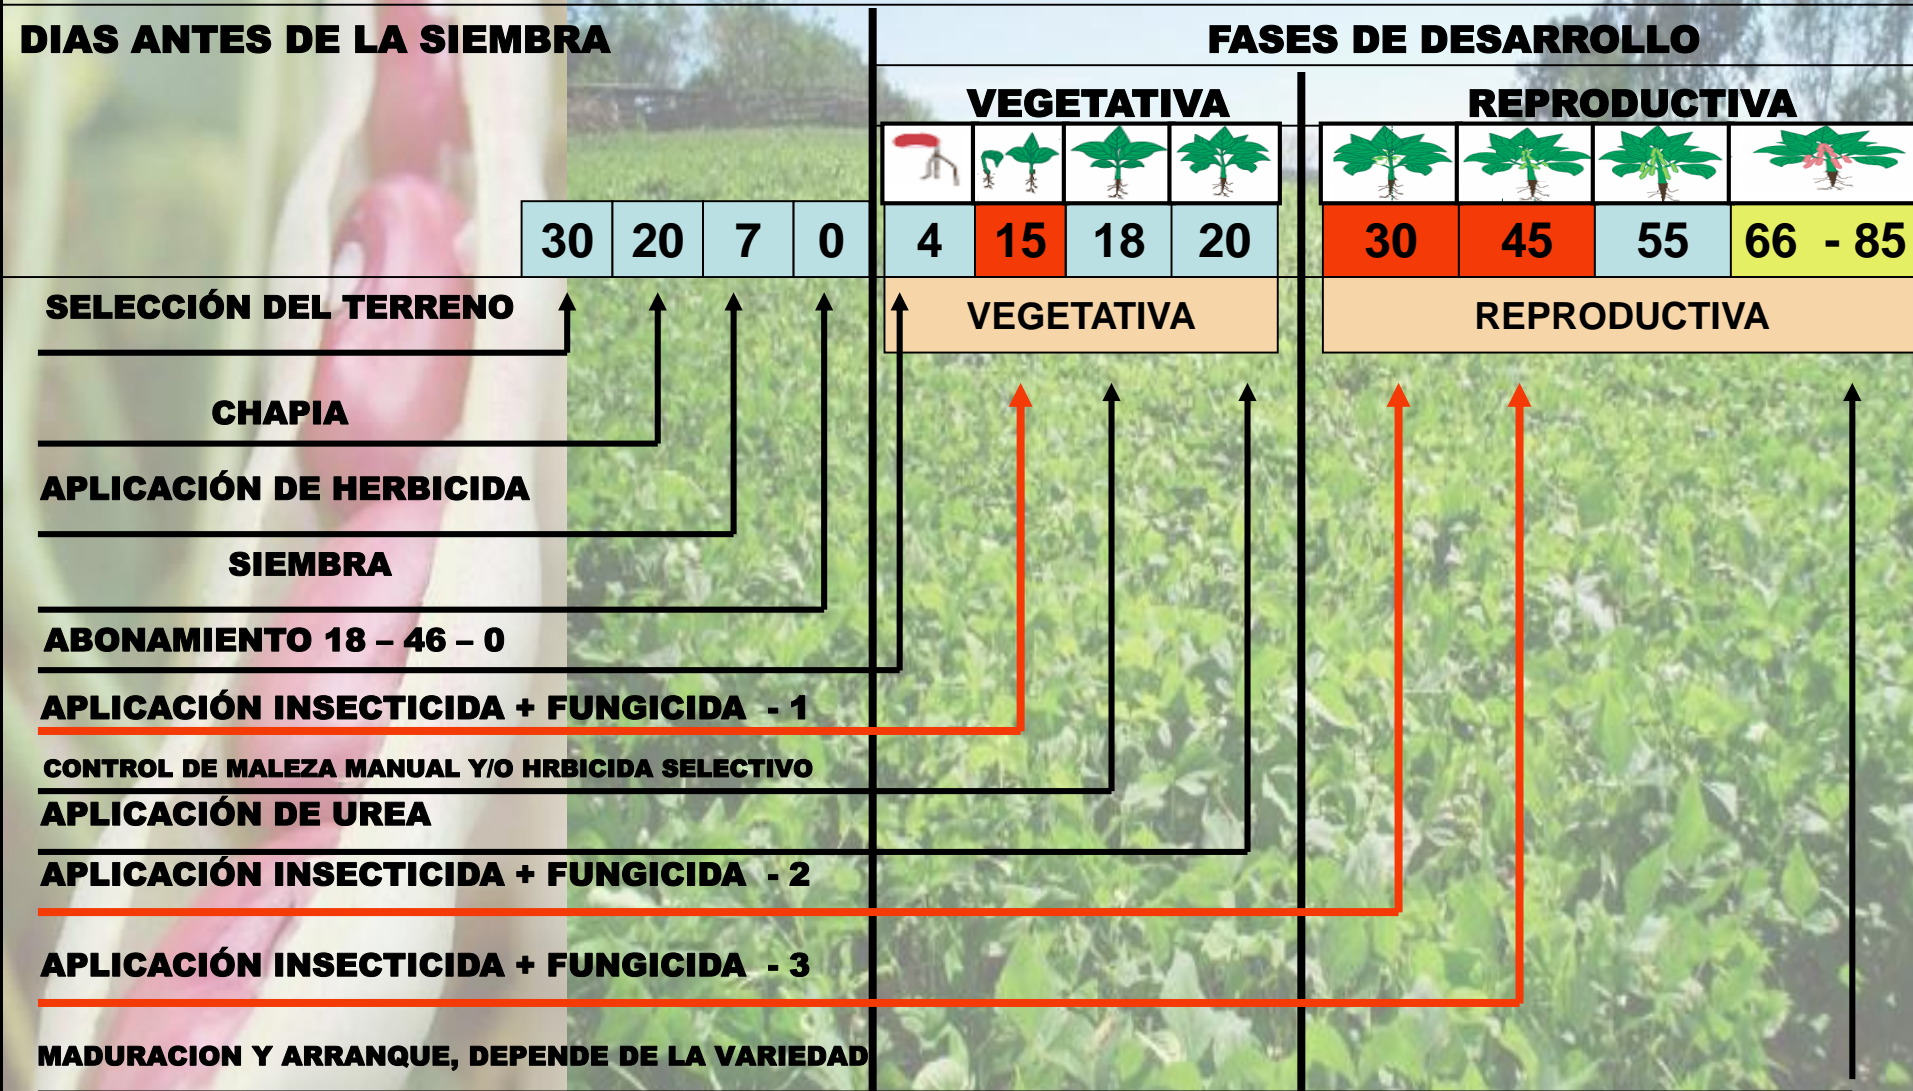 DIAS ANTES DE LA SIEMBRA
FASES DE DESARROLLO
VEGETATIVA
REPRODUCTIVA
30 20 7 0 4 15 18 20 30 45 55 66 - 85
VEGETATIVA
REPRODUCTIVA
SELECCIÓN DEL TERRENO
CHAPIA
APLICACIÓN DE HERBICIDA
SIEMBRA
ABONAMIENTO 18 – 46 – 0
APLICACIÓN INSECTICIDA + FUNGICIDA - 1
CONTROL DE MALEZA MANUAL Y/O HRBICIDA SELECTIVO
APLICACIÓN DE UREA
APLICACIÓN INSECTICIDA + FUNGICIDA - 2
APLICACIÓN INSECTICIDA + FUNGICIDA - 3
MADURACION Y ARRANQUE, DEPENDE DE LA VARIEDAD